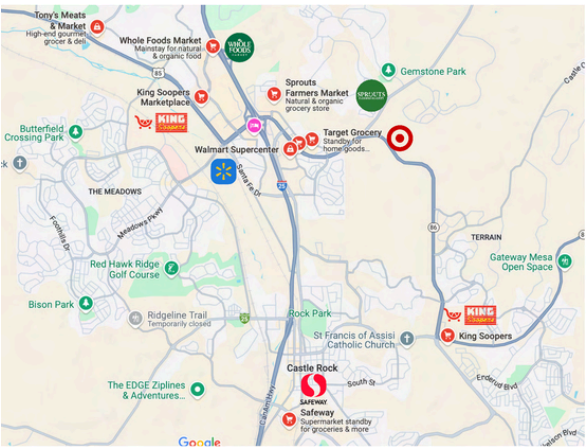 Tony's Meats
& Market
High-end gourmet
grocer & deli
Whole Foods Market
Mainstay for natural
& organic food
WHOLE
FOODS
MARKET
85
King Soopers
Marketplace
KING
Soopers
Sprouts
Farmers Market
Natural & organic
grocery store
SPROUTS
Gemstone Park
Castle
Butterfield
Crossing Park
Walmart Supercenter
Target Grocery
Standby for
home goods...
ck
THE MEADOWS
Meadows Pkwy
Santa Fe Dr
25
Foothills Dr
86
TERRAIN
Gateway Mesa
Open Space
Red Hawk Ridge
Golf Course
Bison Park
Ridgeline Trail
Temporarily closed
25
Rock Park
St Francis of Assisi
Catholic Church
KING
Soopers
King Soopers
Castle Rock
SAFEWAY
South St
Enderud Blvd
The EDGE Ziplines
& Adventures...
Safeway
Supermarket standby
for groceries & more
Google